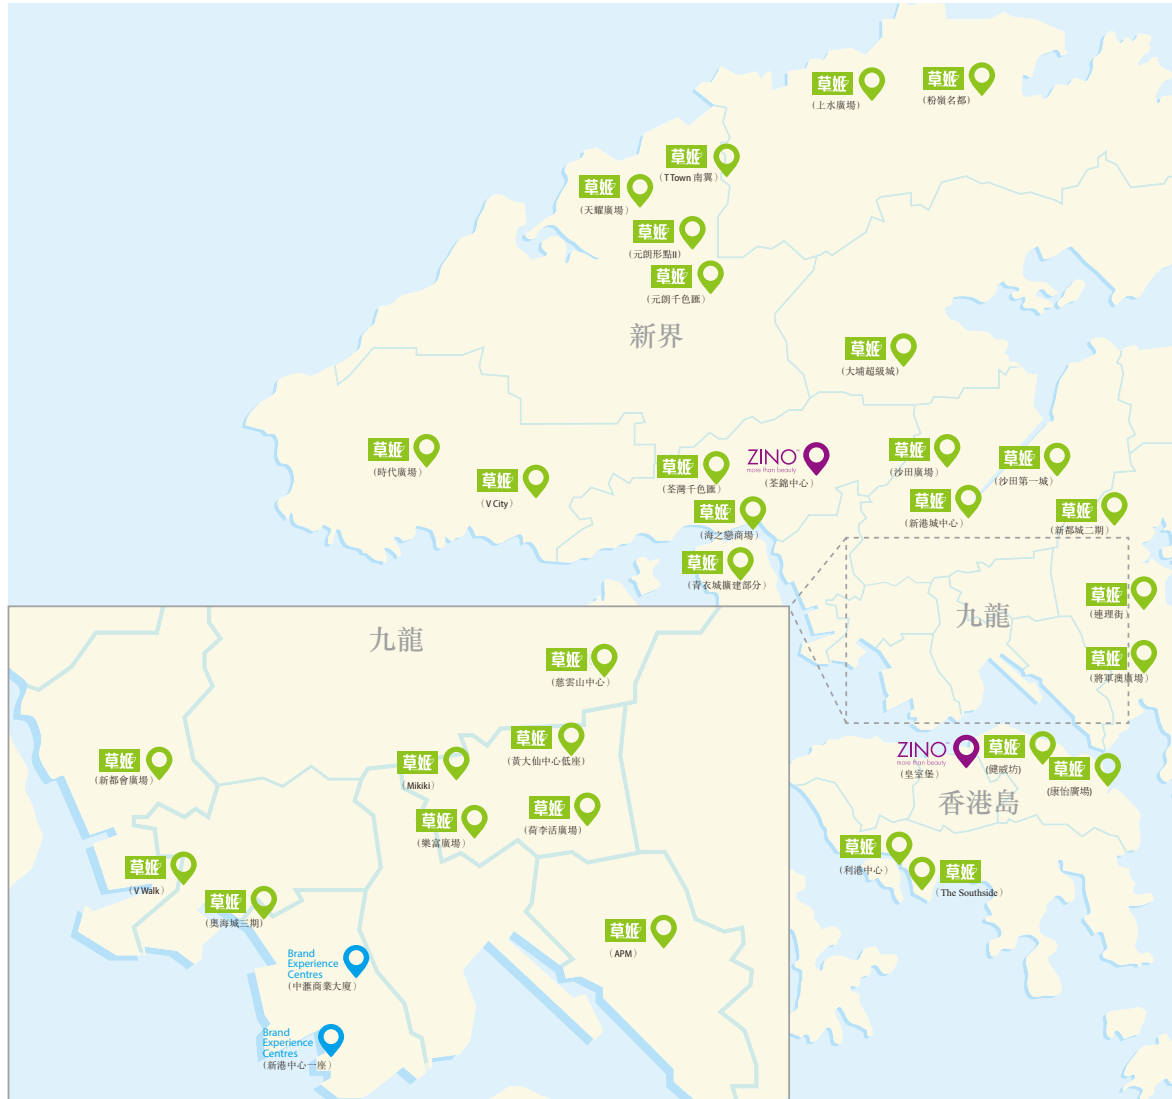 草姬
(上水廣場)
草姬
(粉嶺名都)
草姬
(T Town 南翼)
草姬
(天耀廣場)
草姬
(元朗形點II)
草姬
(元朗千色匯)
新界
草姬
(大埔超級城)
草姬
(時代廣場)
草姬
(V City)
草姬
(荃灣千色匯)
ZINO
more than beauty
(荃錦中心)
草姬
(沙田廣場)
草姬
(沙田第一城)
草姬
(新港城中心)
草姬
(新都城二期)
草姬
(海之戀商場)
草姬
(青衣城擴建部分)
九龍
草姬
(連理街)
草姬
(將軍澳廣場)
ZINO
more than beauty
(皇室堡)
草姬
(健威坊)
草姬
(康怡廣場)
香港島
草姬
(利港中心)
草姬
(The Southside)
九龍
草姬
(慈雲山中心)
草姬
(黃大仙中心低座)
草姬
(新都會廣場)
草姬
(Mikiki)
草姬
(樂富廣場)
草姬
(荷李活廣場)
草姬
(V Walk)
草姬
(奧海城三期)
草姬
(APM)
Brand
Experience
Centres
(中滙商業大廈)
Brand
Experience
Centres
(新港中心一座)